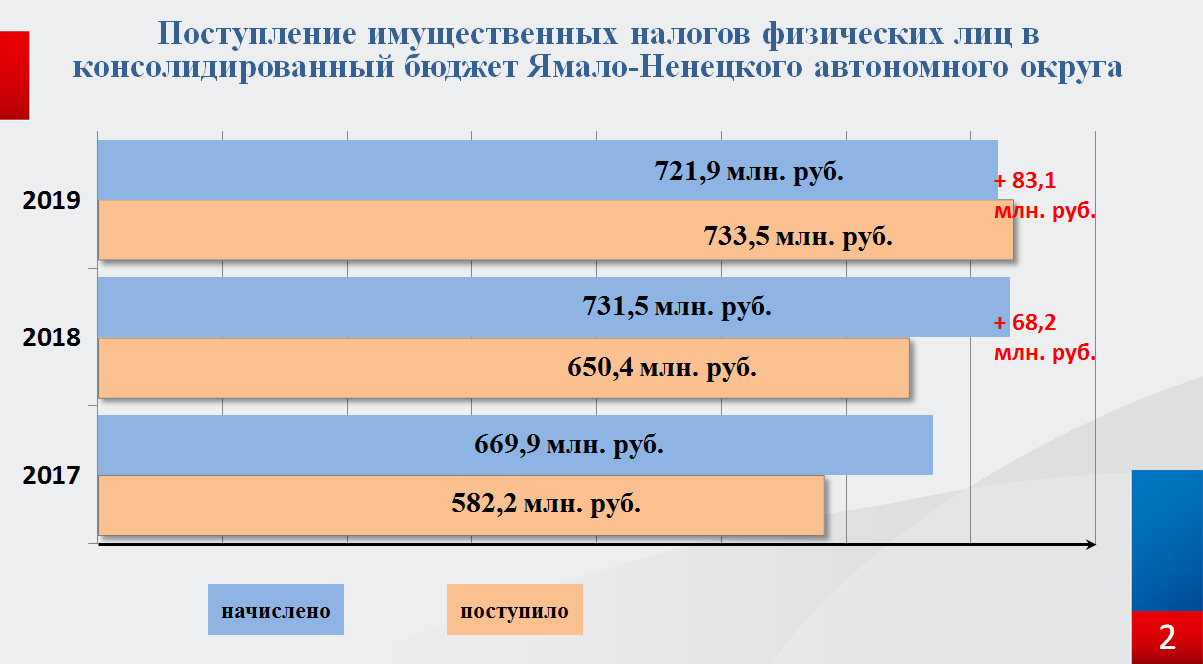 Поступление имущественных налогов физических лиц в
консолидированный бюджет Ямало-Ненецкого автономного округа
2019
721,9 млн. руб.
+ 83,1
млн. руб.
733,5 млн. руб.
2018
731,5 млн. руб.
+ 68,2
млн. руб.
650,4 млн. руб.
2017
669,9 млн. руб.
582,2 млн. руб.
начислено
поступило
2